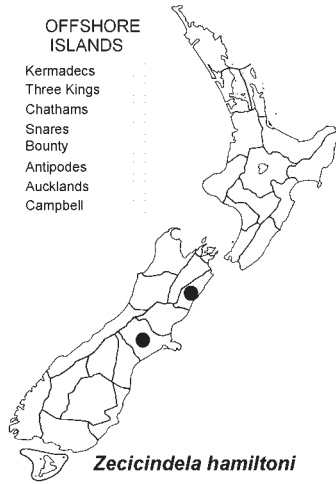 OFFSHORE
ISLANDS
Kermadecs
Three Kings
Chathams
Snares
Bounty
Antipodes
Aucklands
Campbell
Zecicindela hamiltoni